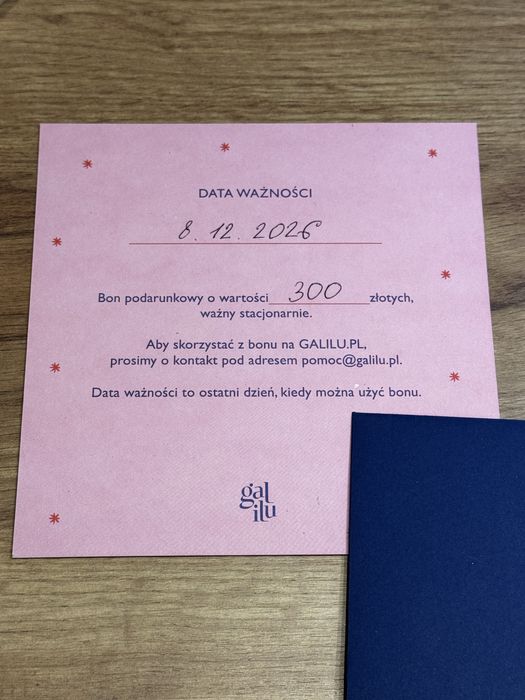 DATA WAŻNOŚCI
8. 12. 2026
Bon podarunkowy o wartości 300 złotych,
ważny stacjonarnie.
Aby skorzystać z bonu na GALILU.PL,
prosimy o kontakt pod adresem pomoc@galilu.pl.
Data ważności to ostatni dzień, kiedy można użyć bonu.
gal
ilu